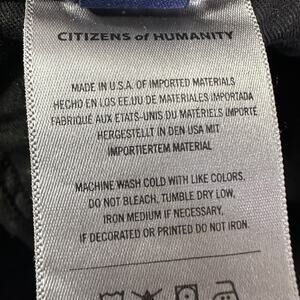 CITIZENS of HUMANITY
MADE IN U.S.A. OF IMPORTED MATERIALS
HECHO EN LOS EE.UU DE MATERIALES IMPORTADA
FABRIQUÉ AUX ETATS-UNIS DU MATÉRIELS IMPORTÉ
HERGESTELLT IN DEN USA MIT
IMPORTIERTEM MATERIAL
MACHINE WASH COLD WITH LIKE COLORS,
DO NOT BLEACH, TUMBLE DRY LOW,
IRON MEDIUM IF NECESSARY,
IF DECORATED OR PRINTED DO NOT IRON.